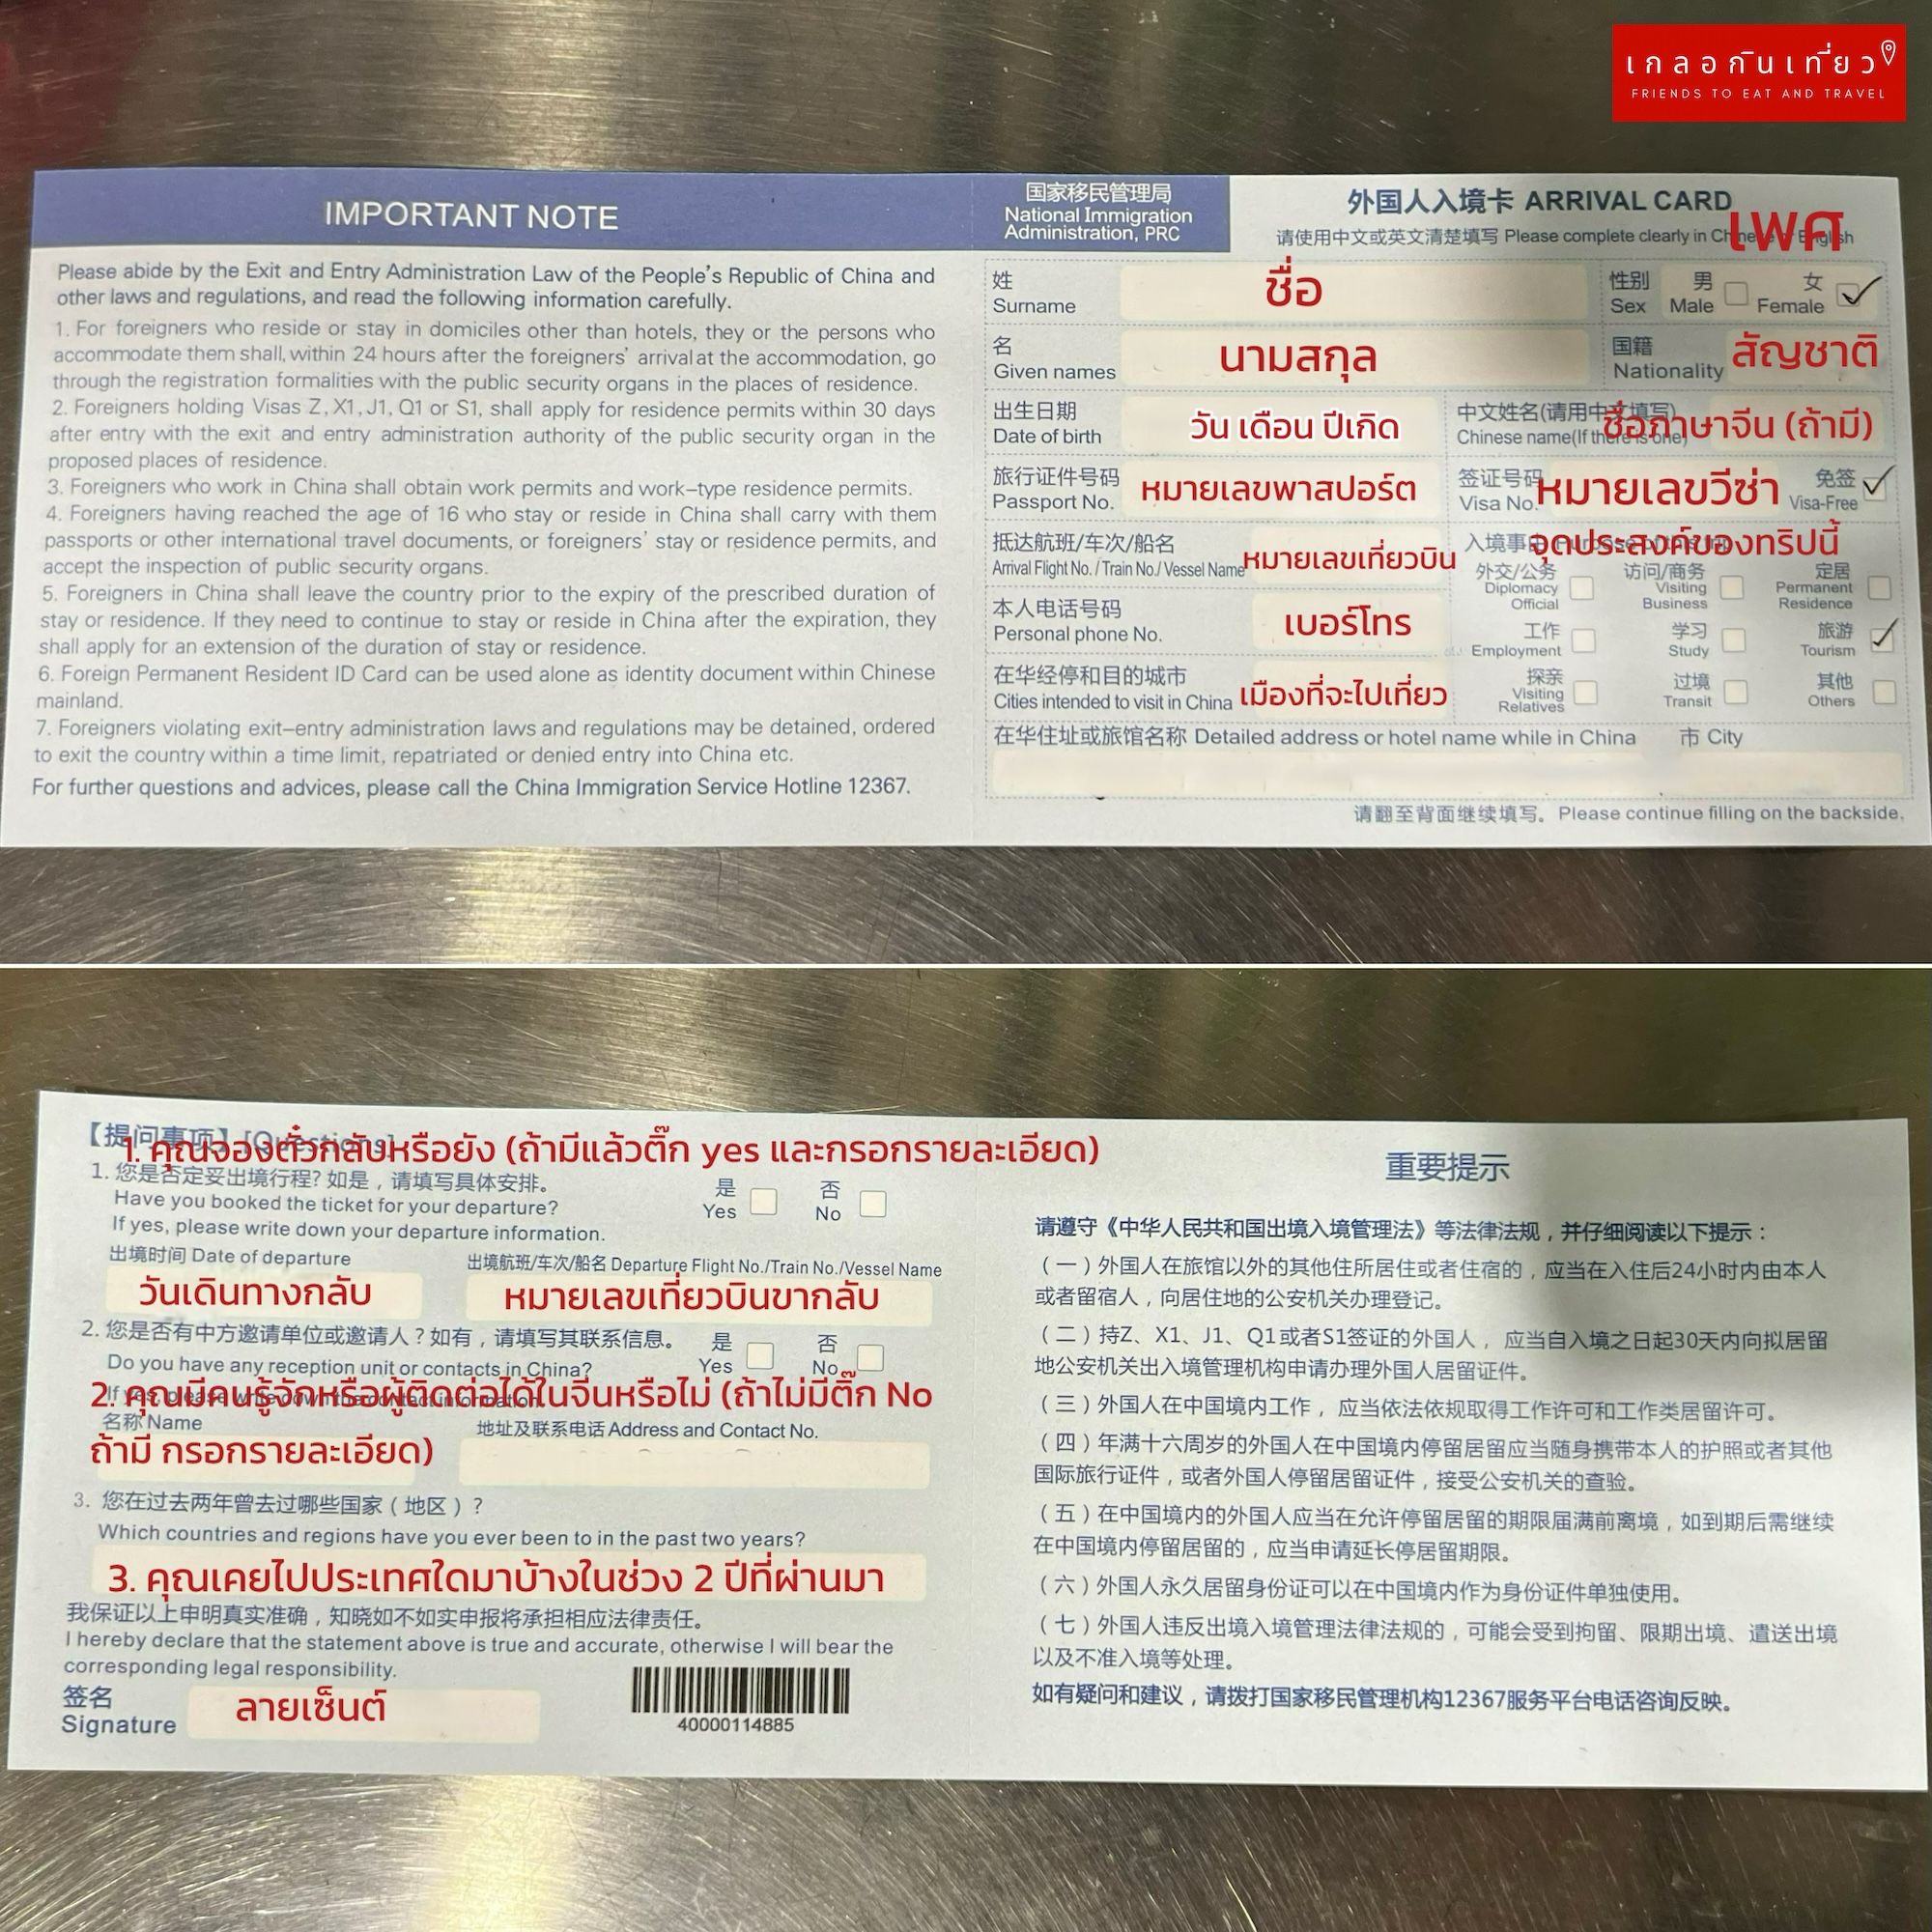 เกลอกันเที่ยว
FRIENDS TO EAT AND TRAVEL
IMPORTANT NOTE
Please abide by the Exit and Entry Administration Law of the People's Republic of China and
other laws and regulations, and read the following information carefully.
1. For foreigners who reside or stay in domiciles other than hotels, they or the persons who
accommodate them shall, within 24 hours after the foreigners' arrival at the accommodation, go
through the registration formalities with the public security organs in the places of residence.
2. Foreigners holding Visas Z, X1, J1, Q1 or S1, shall apply for residence permits within 30 days
after entry with the exit and entry administration authority of the public security organ in the
proposed places of residence.
3. Foreigners who work in China shall obtain work permits and work–type residence permits.
4. Foreigners having reached the age of 16 who stay or reside in China shall carry with them
passports or other international travel documents, or foreigners' stay or residence permits, and
accept the inspection of public security organs.
5. Foreigners in China shall leave the country prior to the expiry of the prescribed duration of
stay or residence. If they need to continue to stay or reside in China after the expiration, they
shall apply for an extension of the duration of stay or residence.
6. Foreign Permanent Resident ID Card can be used alone as identity document within Chinese
mainland.
7. Foreigners violating exit–entry administration laws and regulations may be detained, ordered
to exit the country within a time limit, repatriated or denied entry into China etc.
For further questions and advices, please call the China Immigration Service Hotline 12367.
国家移民管理局
National Immigration
Administration, PRC
外国人入境卡 ARRIVAL CARD
เพศ
请使用中文或英文清楚填写 Please complete clearly in Chinese or English
姓
Surname
ชื่อ
性别 男 女
Sex Male Female
名
Given names
นามสกุล
国籍
Nationality
สัญชาติ
出生日期
Date of birth
วัน เดือน ปีเกิด
中文姓名(请用中文填写)
Chinese name(If there is one)
ชื่อภาษาจีน (ถ้ามี)
旅行证件号码
Passport No.
หมายเลขพาสปอร์ต
签证号码
Visa No.
หมายเลขวีซ่า
免签
Visa-Free
抵达航班/车次/船名
Arrival Flight No. / Train No./ Vessel Name
หมายเลขเที่ยวบิน
入境事由
จุดประสงค์ของทริปนี้
外交/公务
Diplomacy
Official
访问/商务
Visiting
Business
定居
Permanent
Residence
本人电话号码
Personal phone No.
เบอร์โทร
工作
Employment
学习
Study
旅游
Tourism
在华经停和目的城市
Cities intended to visit in China
เมืองที่จะไปเที่ยว
探亲
Visiting
Relatives
过境
Transit
其他
Others
在华住址或旅馆名称 Detailed address or hotel name while in China 市 City
请翻至背面继续填写。Please continue filling on the backside.
【提问事项】[Questions]
1. คุณจองตั๋วกลับหรือยัง (ถ้ามีแล้วติ๊ก yes และกรอกรายละเอียด)
1. 您是否定妥出境行程? 如是，请填写具体安排。
Have you booked the ticket for your departure?
If yes, please write down your departure information.
是
Yes
否
No
出境时间 Date of departure
วันเดินทางกลับ
出境航班/车次/船名 Departure Flight No./Train No./Vessel Name
หมายเลขเที่ยวบินขากลับ
2. 您是否有中方邀请单位或邀请人？如有，请填写其联系信息。
Do you have any reception unit or contacts in China?
是
Yes
否
No
If yes, please write down the contact information.
2. คุณมีคนรู้จักหรือผู้ติดต่อได้ในจีนหรือไม่ (ถ้าไม่มีติ๊ก No
名称 Name
ถ้ามี กรอกรายละเอียด)
地址及联系电话 Address and Contact No.
3. 您在过去两年曾去过哪些国家（地区）？
Which countries and regions have you ever been to in the past two years?
3. คุณเคยไปประเทศใดมาบ้างในช่วง 2 ปีที่ผ่านมา
我保证以上申明真实准确，知晓如不如实申报将承担相应法律责任。
I hereby declare that the statement above is true and accurate, otherwise I will bear the
corresponding legal responsibility.
签名
Signature
ลายเซ็นต์
40000114885
重要提示
请遵守《中华人民共和国出境入境管理法》等法律法规，并仔细阅读以下提示：
（一）外国人在旅馆以外的其他住所居住或者住宿的，应当在入住后24小时内由本人
或者留宿人，向居住地的公安机关办理登记。
（二）持Z、X1、J1、Q1或者S1签证的外国人，应当自入境之日起30天内向拟居留
地公安机关出入境管理机构申请办理外国人居留证件。
（三）外国人在中国境内工作，应当依法依规取得工作许可和工作类居留许可。
（四）年满十六周岁的外国人在中国境内停留居留应当随身携带本人的护照或者其他
国际旅行证件，或者外国人停留居留证件，接受公安机关的查验。
（五）在中国境内的外国人应当在允许停留居留的期限届满前离境，如到期后需继续
在中国境内停留居留的，应当申请延长停居留期限。
（六）外国人永久居留身份证可以在中国境内作为身份证件单独使用。
（七）外国人违反出境入境管理法律法规的，可能会受到拘留、限期出境、遣送出境
以及不准入境等处理。
如有疑问和建议，请拨打国家移民管理机构12367服务平台电话咨询反映。